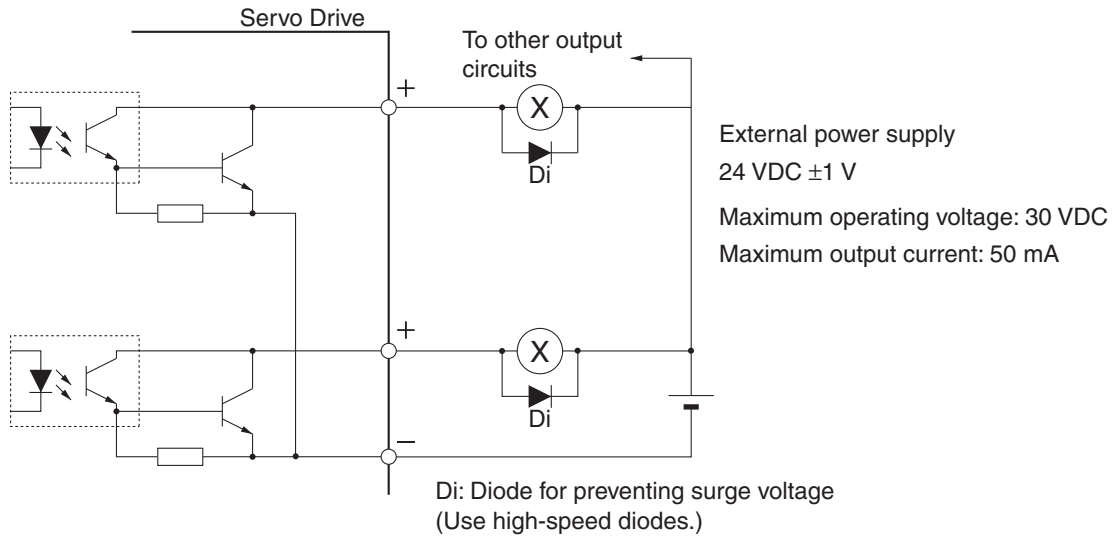 Servo Drive
To other output
circuits
+
X
Di
External power supply
24 VDC ±1 V
Maximum operating voltage: 30 VDC
Maximum output current: 50 mA
+
X
Di
−
Di: Diode for preventing surge voltage
(Use high-speed diodes.)